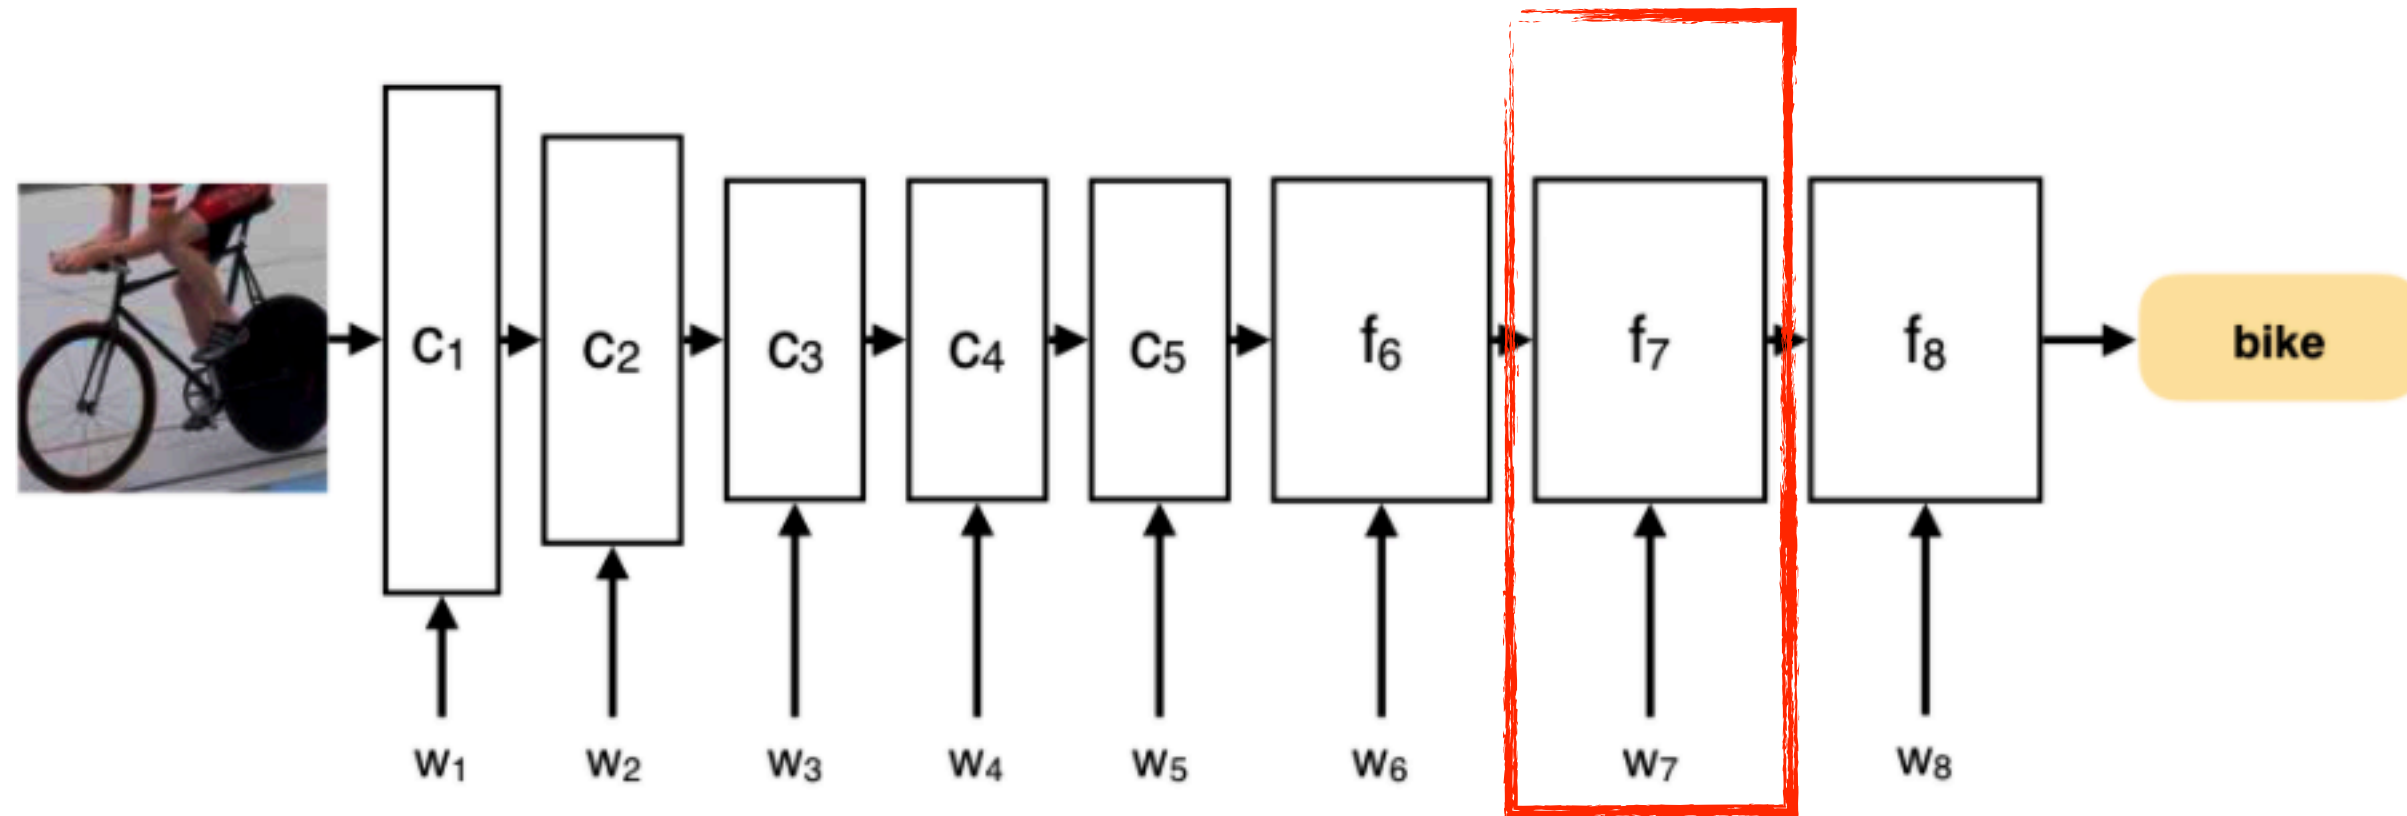 c₁ c₂ c₃ c₄ c₅ f₆ f₇ f₈ bike
w₁ w₂ w₃ w₄ w₅ w₆ w₇ w₈